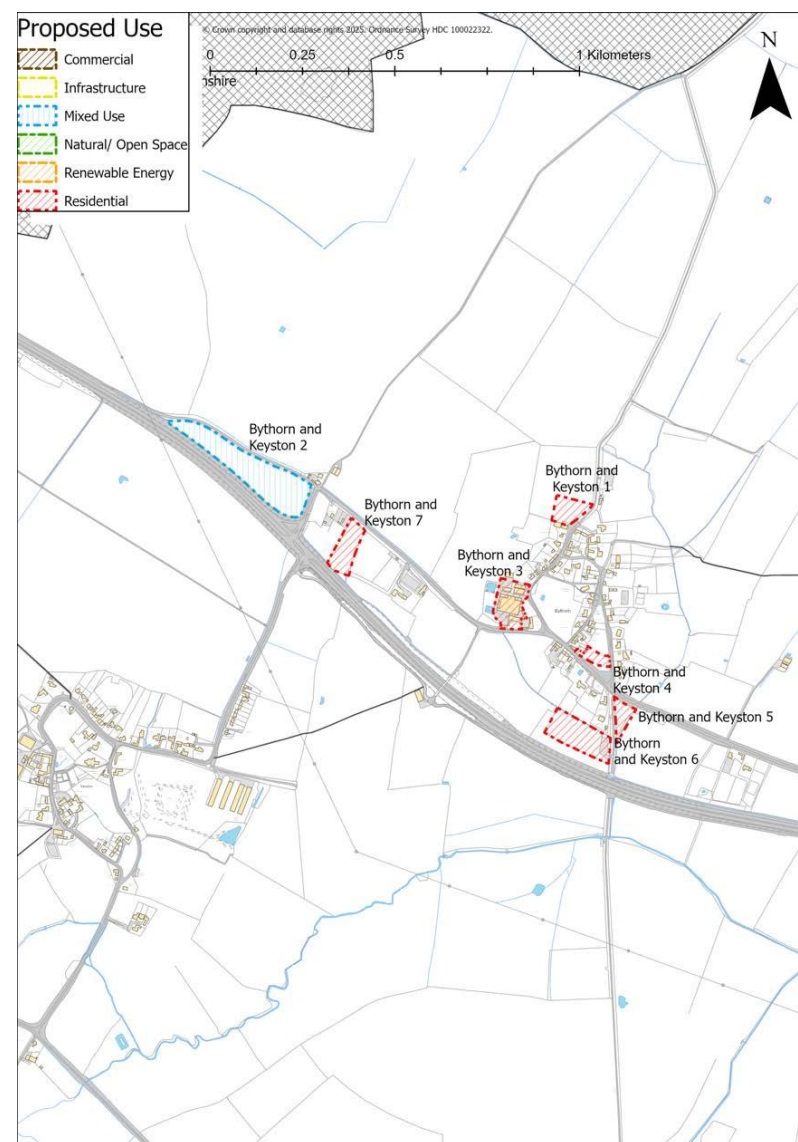 Proposed Use
Commercial
Infrastructure
Mixed Use
Natural/ Open Space
Renewable Energy
Residential
© Crown copyright and database rights 2025. Ordnance Survey HDC 100022322.
0 0.25 0.5 1 Kilometers
N
Bythorn and
Keyston 2
Bythorn and
Keyston 7
Bythorn and
Keyston 1
Bythorn and
Keyston 3
Bythorn
Bythorn and
Keyston 4
Bythorn and Keyston 5
Bythorn
and Keyston 6